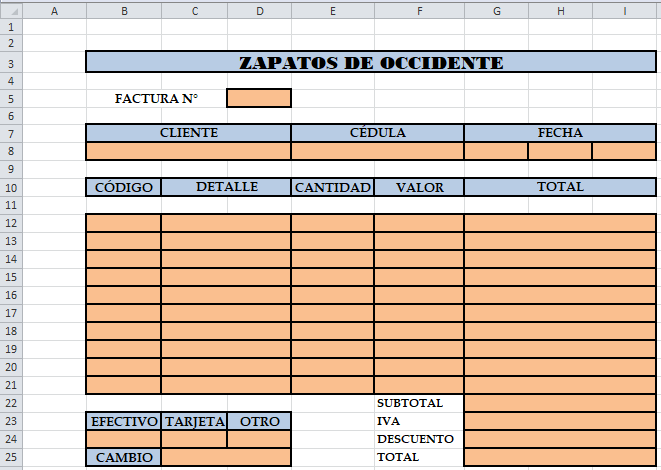 A B C D E F G H I
1
2
3 ZAPATOS DE OCCIDENTE
4
5 FACTURA N°
6
7 CLIENTE CÉDULA FECHA
8
9
10 CÓDIGO DETALLE CANTIDAD VALOR TOTAL
11
12
13
14
15
16
17
18
19
20
21
22 SUBTOTAL
23 EFECTIVO TARJETA OTRO IVA
24 DESCUENTO
25 CAMBIO TOTAL